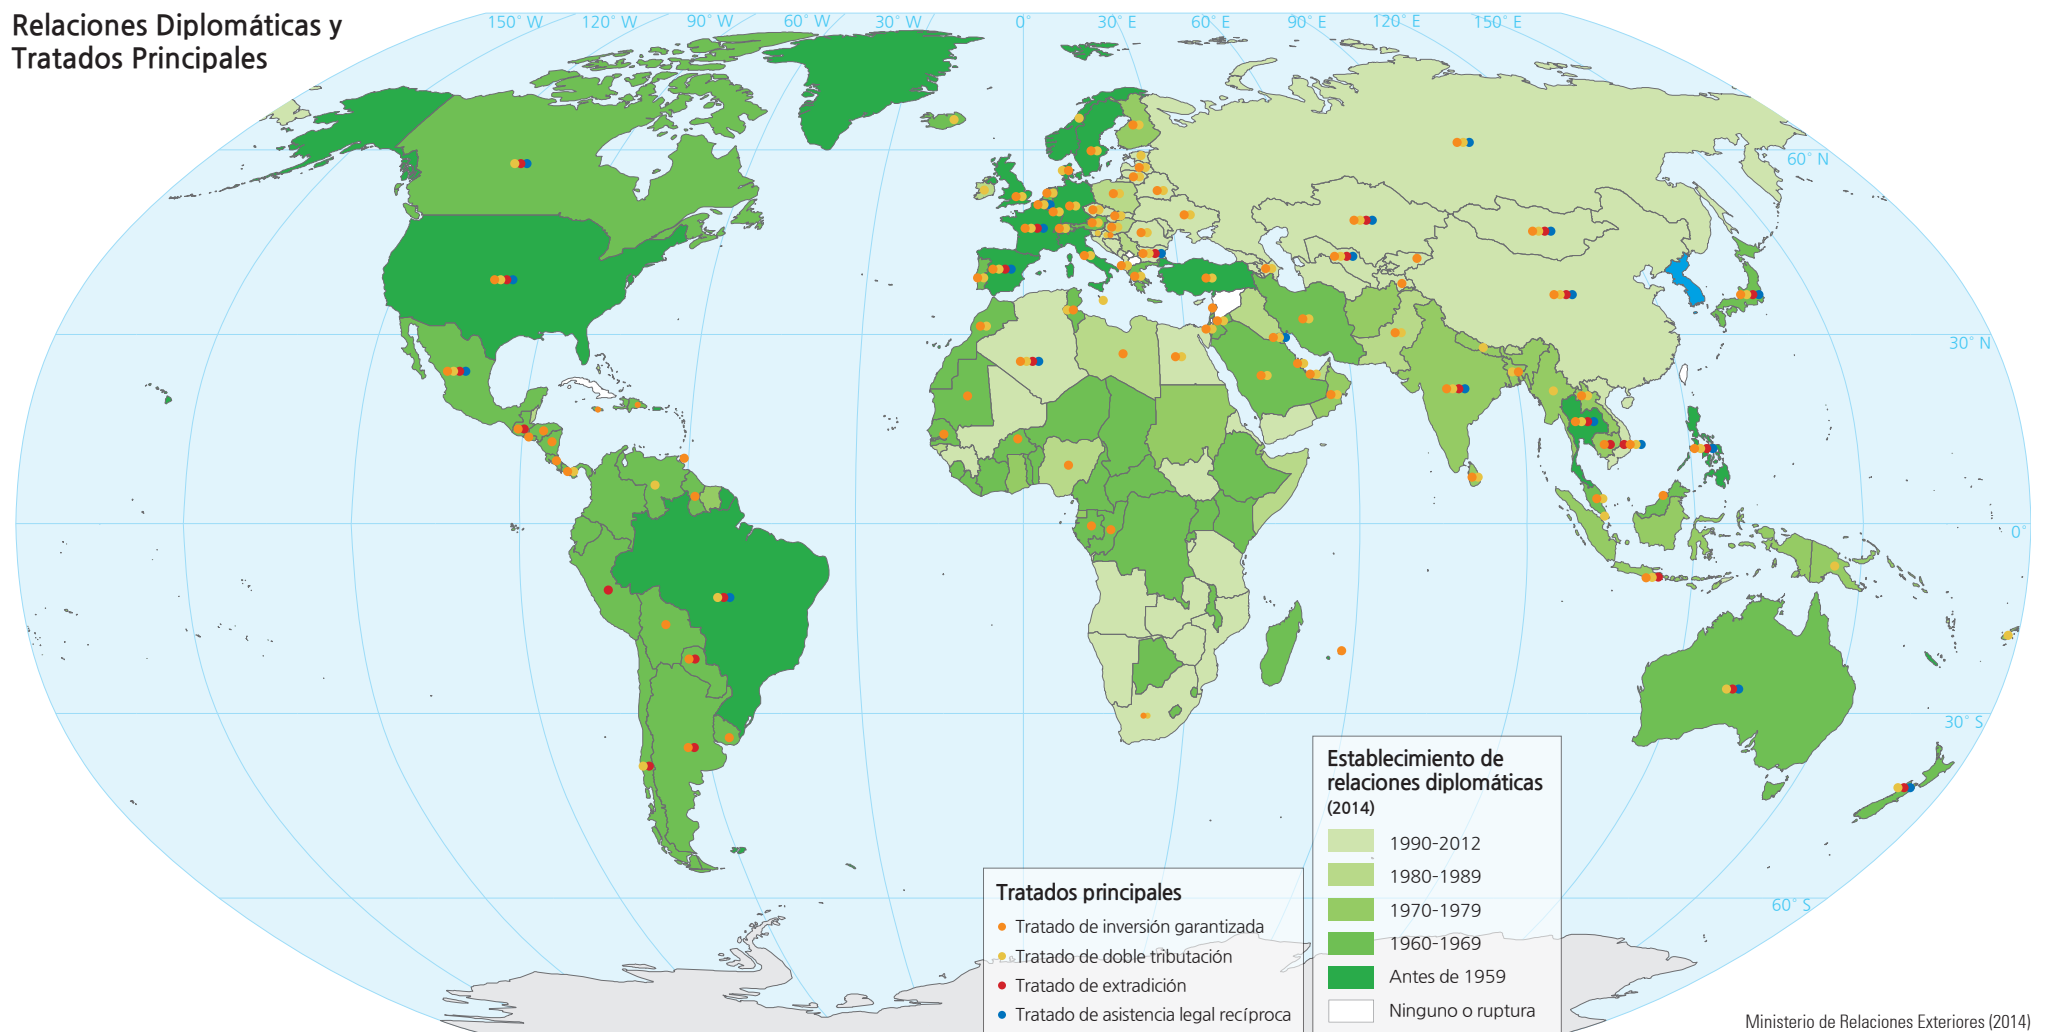 Relaciones Diplomáticas y
Tratados Principales
150° W 120° W 90° W 60° W 30° W 0° 30° E 60° E 90° E 120° E 150° E
60° N
30° N
0°
30° S
60° S
Establecimiento de
relaciones diplomáticas
(2014)
1990-2012
1980-1989
1970-1979
1960-1969
Antes de 1959
Ninguno o ruptura
Tratados principales
Tratado de inversión garantizada
Tratado de doble tributación
Tratado de extradición
Tratado de asistencia legal recíproca
Ministerio de Relaciones Exteriores (2014)